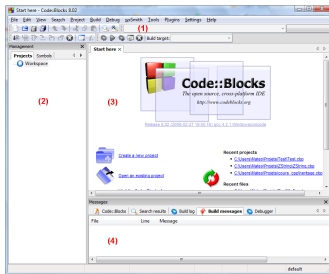 Start here - Code::Blocks 8.02
File Edit View Search Project Build Debug wxSmith Tools Plugins Settings Help
(1)
Build target:
Management
Projects Symbols
Workspace
(2)
Start here
(3)
Code::Blocks
The open source, cross-platform IDE
http://www.codeblocks.org
Create a new project
Open an existing project
Recent projects
Recent files
Messages
Code::Blocks Search results Build log Build messages Debugger
File Line Message
(4)
default